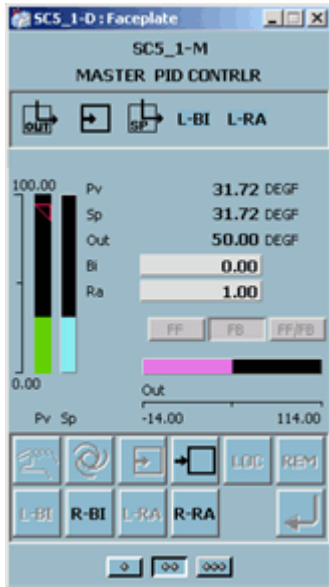 SC5_1-D : Faceplate
SC5_1-M
MASTER PID CONTRLR
OUT SP L-BI L-RA
100.00
Pv 31.72 DEGF
Sp 31.72 DEGF
Out 50.00 DEGF
Bi 0.00
Ra 1.00
FF FB FF/FB
0.00
Out
Pv Sp -14.00 114.00
LOC REM
L-BI R-BI L-RA R-RA